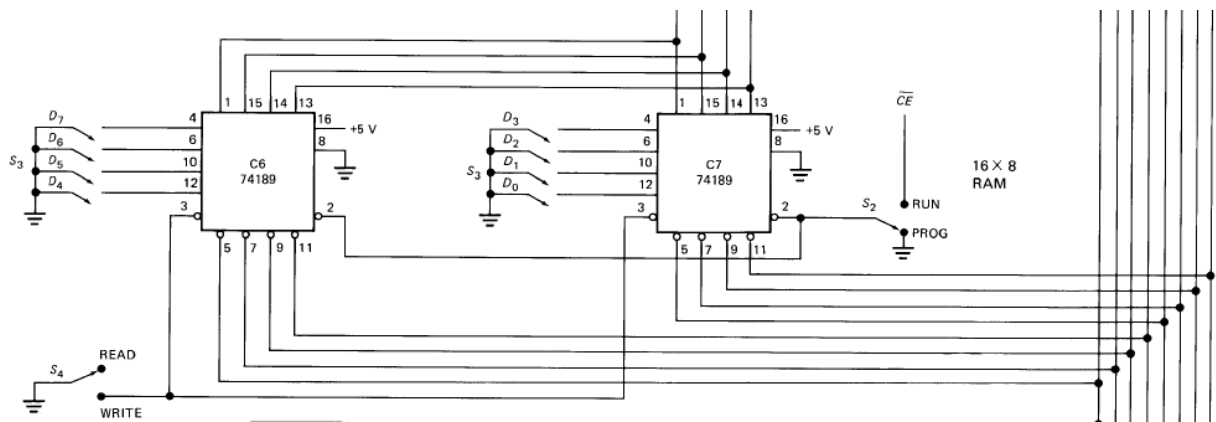 1 15 14 13
D7 4 16 +5 V
D6 6 8
S3 D5 10 C6
D4 12 74189
3 2
5 7 9 11
1 15 14 13
D3 4 16 +5 V
D2 6 8
S3 D1 10 C7
D0 12 74189
3 2
5 7 9 11
C̅E̅
16 X 8
RAM
S2 RUN
PROG
READ
S4
WRITE